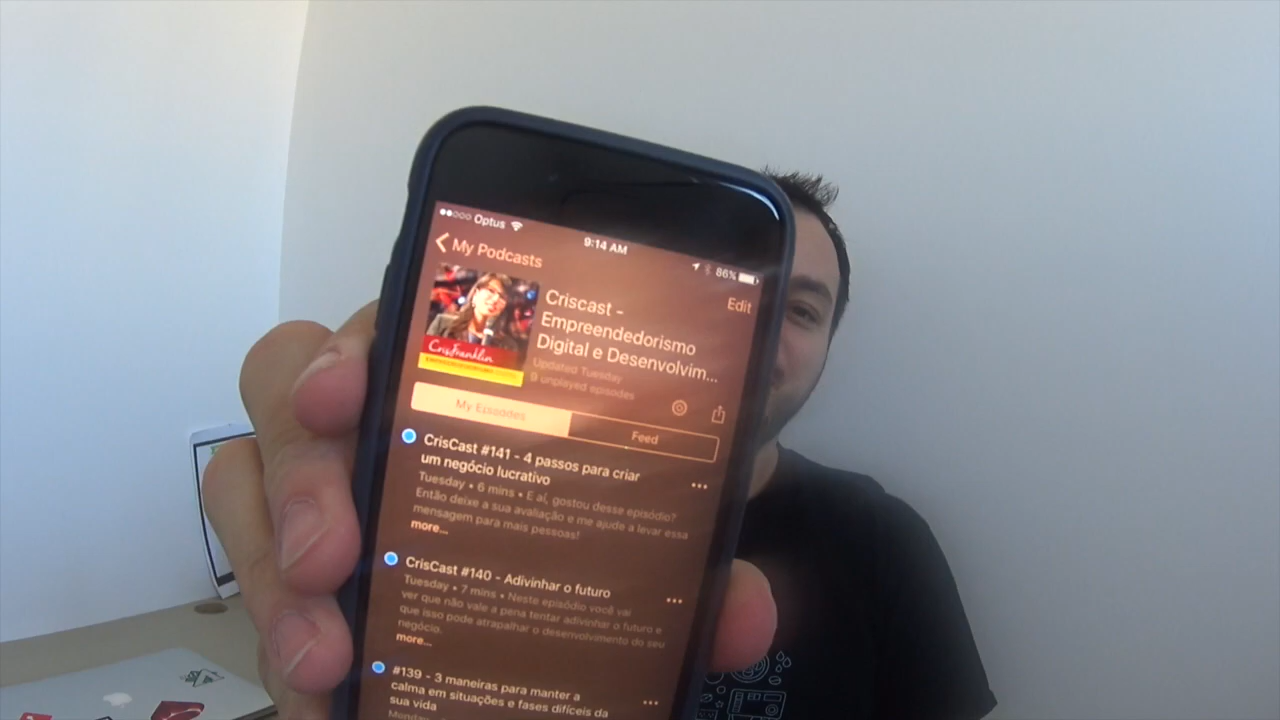 Optus
9:14 AM
86%
My Podcasts
Edit
Criscast -
Empreendedorismo
Digital e Desenvolvim...
Updated Tuesday
9 unplayed episodes
CrisFranklin
My Episodes
Feed
CrisCast #141 - 4 passos para criar
um negócio lucrativo
Tuesday • 6 mins • E aí, gostou desse episódio?
Então deixe a sua avaliação e me ajude a levar essa
mensagem para mais pessoas!
more...
CrisCast #140 - Adivinhar o futuro
Tuesday • 7 mins • Neste episódio você vai
ver que não vale a pena tentar adivinhar o futuro e
que isso pode atrapalhar o desenvolvimento do seu
negócio.
more...
#139 - 3 maneiras para manter a
calma em situações e fases difíceis da
sua vida